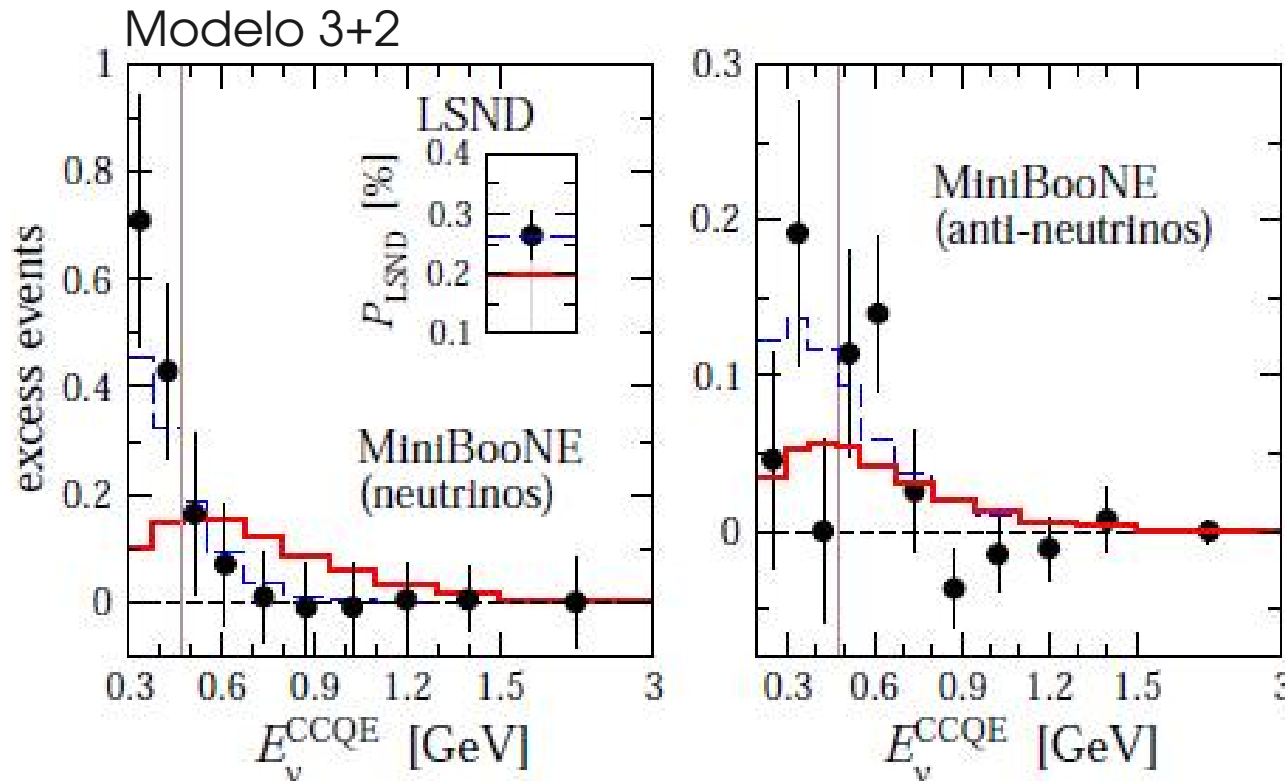 Modelo 3+2
1
0.8
0.6
0.4
0.2
0
excess events
0.3 0.6 0.9 1.2 1.5 3
E_ν^CCQE [GeV]
LSND
P_LSND [%]
0.4
0.3
0.2
0.1
MiniBooNE
(neutrinos)
0.3
0.2
0.1
0
MiniBooNE
(anti-neutrinos)
0.3 0.6 0.9 1.2 1.5 3
E_ν^CCQE [GeV]